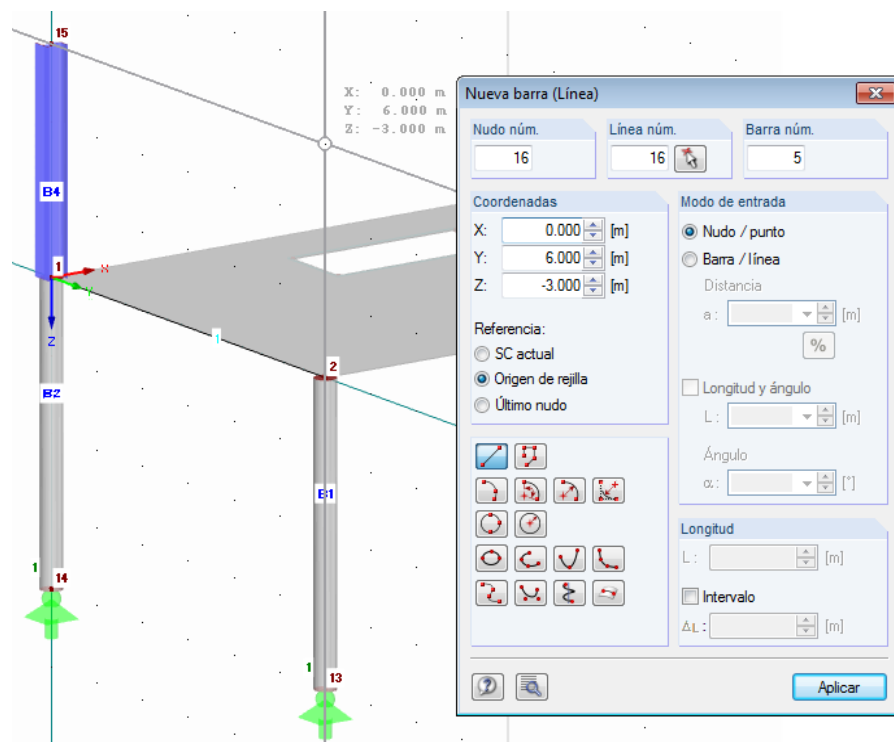 15
X: 0.000 m
Y: 6.000 m
Z: -3.000 m
B4
1
X
Y
Z
1
2
B2
B1
1
14
1
13
Nueva barra (Línea)
Nudo núm.
16
Línea núm.
16
Barra núm.
5
Coordenadas
X: 0.000 [m]
Y: 6.000 [m]
Z: -3.000 [m]
Referencia:
SC actual
Origen de rejilla
Último nudo
Modo de entrada
Nudo / punto
Barra / línea
Distancia
a : [m]
%
Longitud y ángulo
L : [m]
Ángulo
α : [°]
Longitud
L : [m]
Intervalo
ΔL : [m]
Aplicar